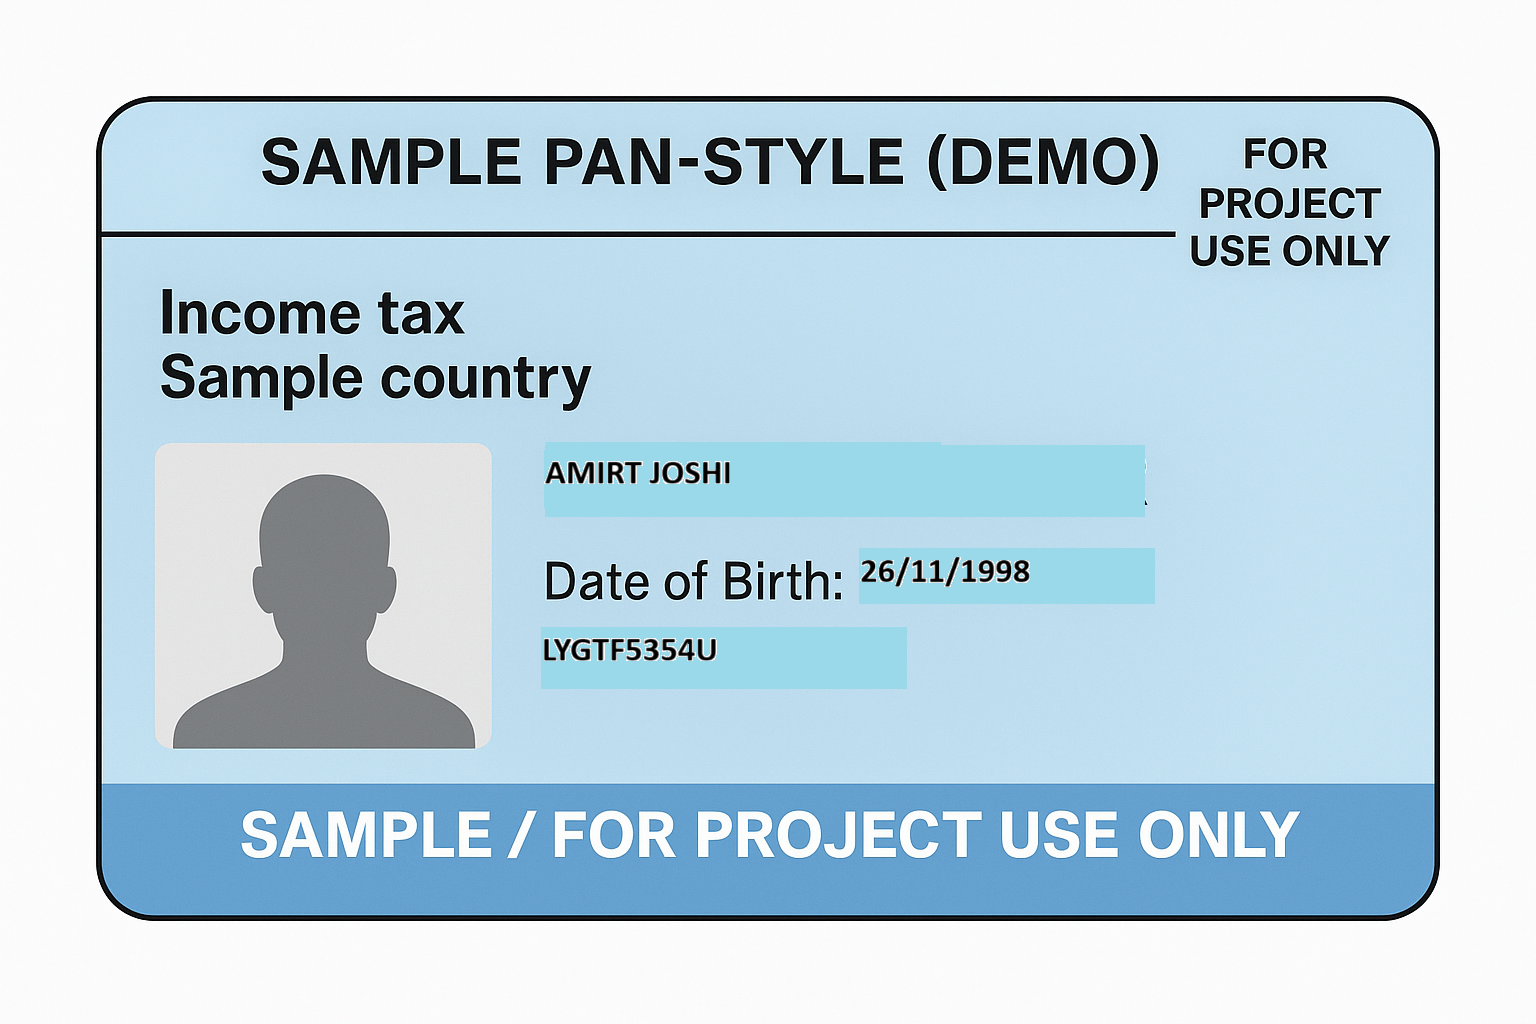 SAMPLE PAN-STYLE (DEMO)
FOR
PROJECT
USE ONLY
Income tax
Sample country
AMIRT JOSHI
Date of Birth: 26/11/1998
LYGTF5354U
SAMPLE / FOR PROJECT USE ONLY